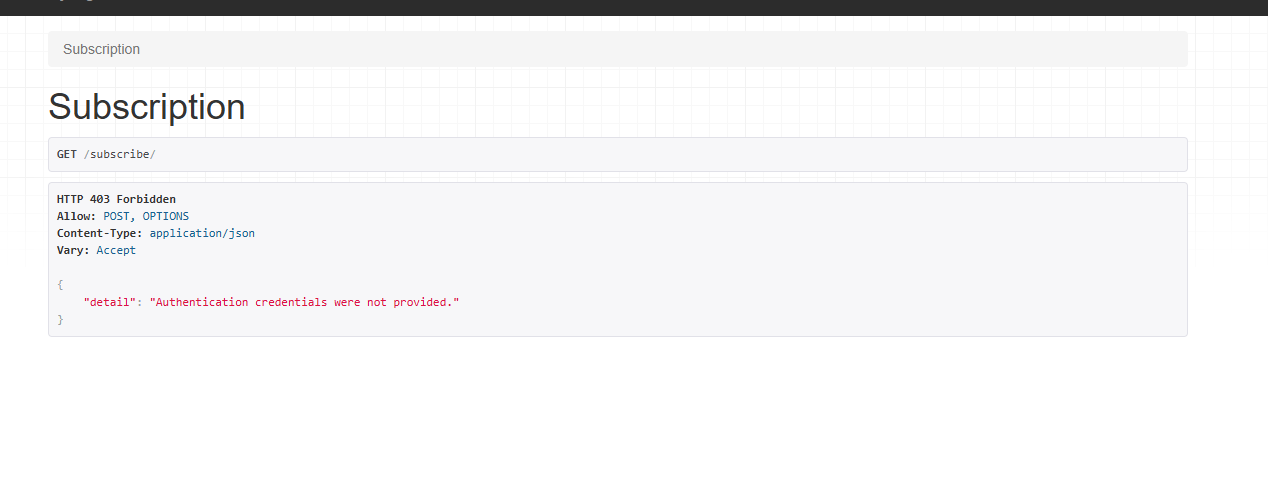 Subscription
Subscription
GET /subscribe/
HTTP 403 Forbidden
Allow: POST, OPTIONS
Content-Type: application/json
Vary: Accept
{
"detail": "Authentication credentials were not provided."
}